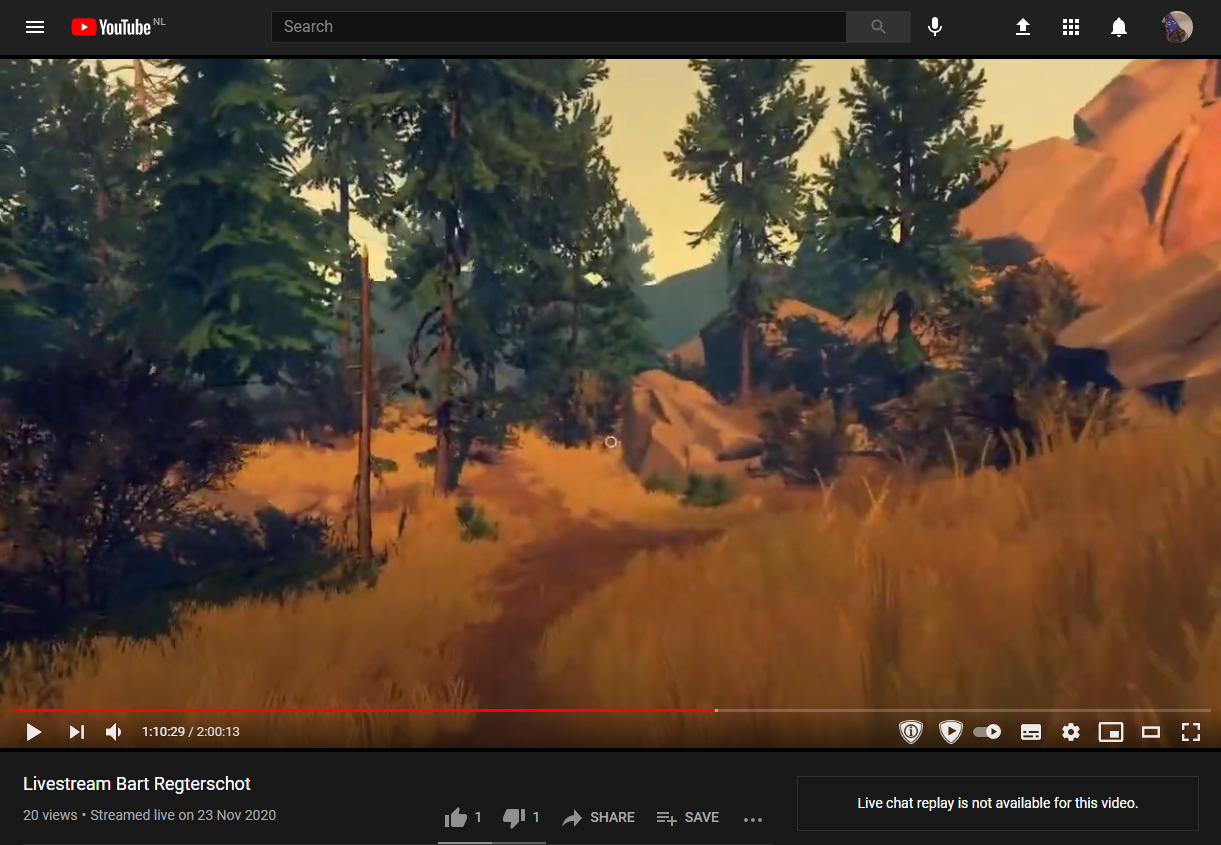 YouTube NL
Search
1:10:29 / 2:00:13
Livestream Bart Regterschot
20 views • Streamed live on 23 Nov 2020
1
1
SHARE
SAVE
Live chat replay is not available for this video.